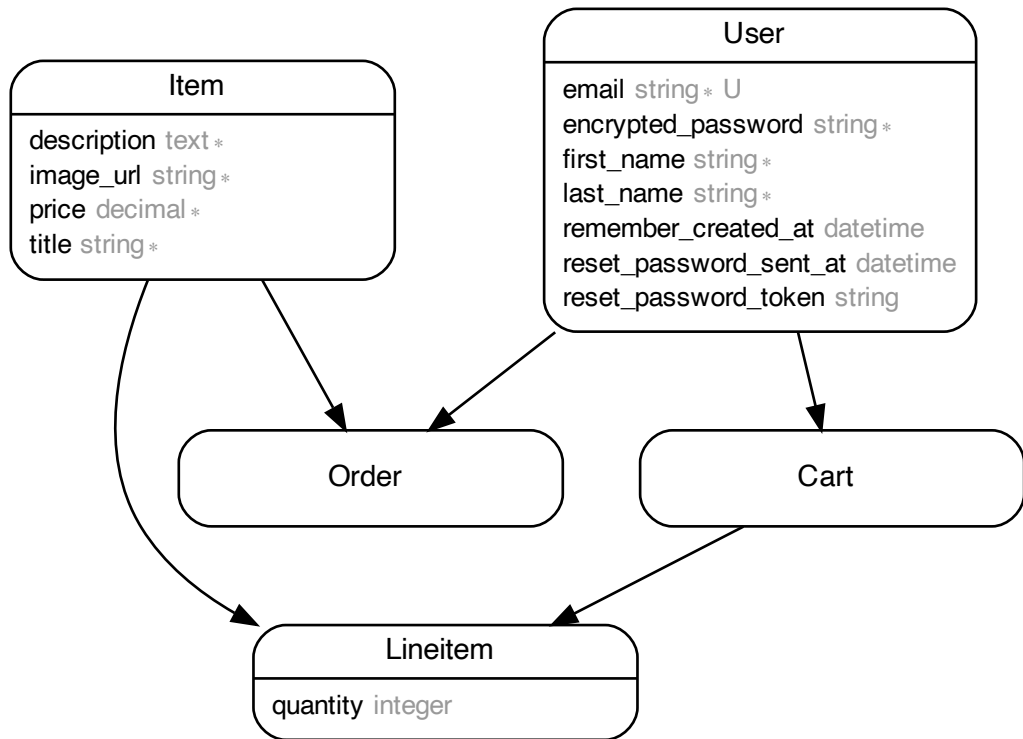 Item
description text *
image_url string *
price decimal *
title string *
User
email string * U
encrypted_password string *
first_name string *
last_name string *
remember_created_at datetime
reset_password_sent_at datetime
reset_password_token string
Order
Cart
Lineitem
quantity integer